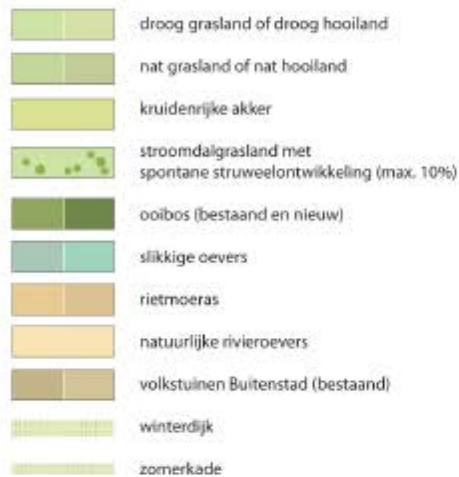 droog grasland of droog hooiland
nat grasland of nat hooiland
kruidenrijke akker
stroomdalgrasland met
spontane struweelontwikkeling (max. 10%)
ooibos (bestaand en nieuw)
slikkige oevers
rietmoeras
natuurlijke rivieroevers
volkstuinen Buitenstad (bestaand)
winterdijk
zomerkade